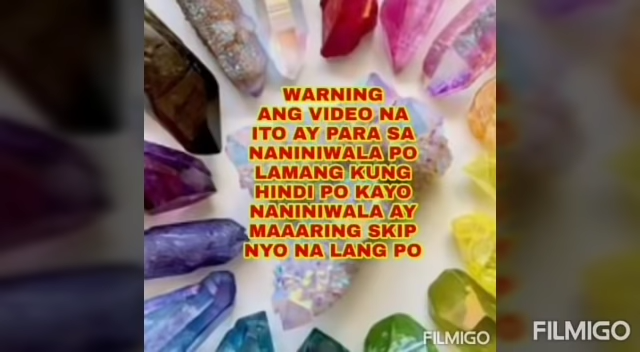 WARNING
ANG VIDEO NA
ITO AY PARA SA
NANINIWALA PO
LAMANG KUNG
HINDI PO KAYO
NANINIWALA AY
MAAARING SKIP
NYO NA LANG PO
FILMIGO
FILMIGO